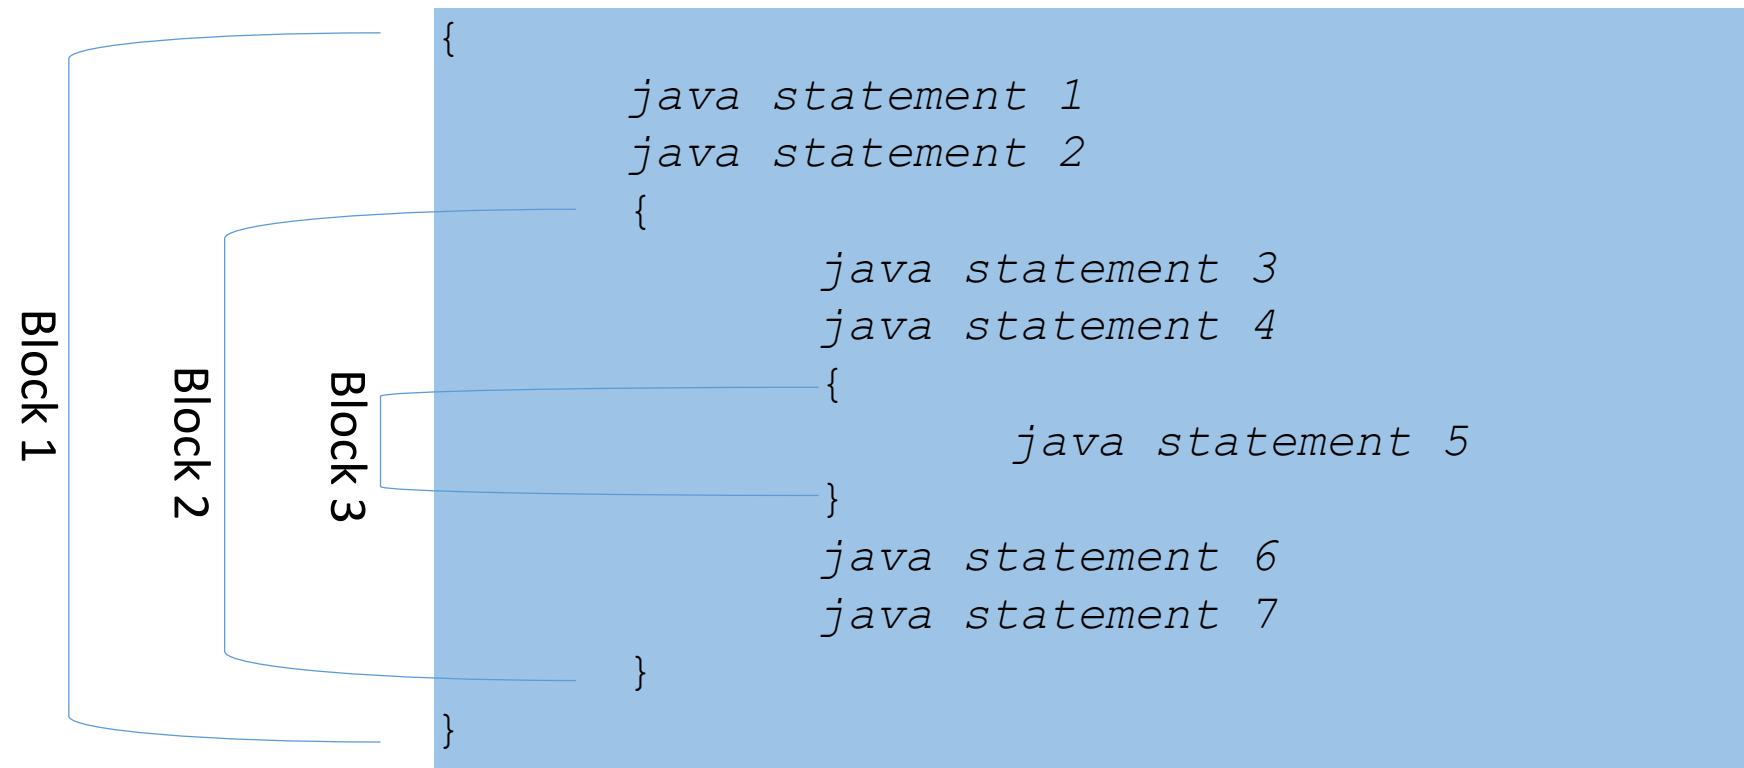 {
java statement 1
java statement 2
{
java statement 3
java statement 4
{
java statement 5
}
java statement 6
java statement 7
}
}
Block 1
Block 2
Block 3